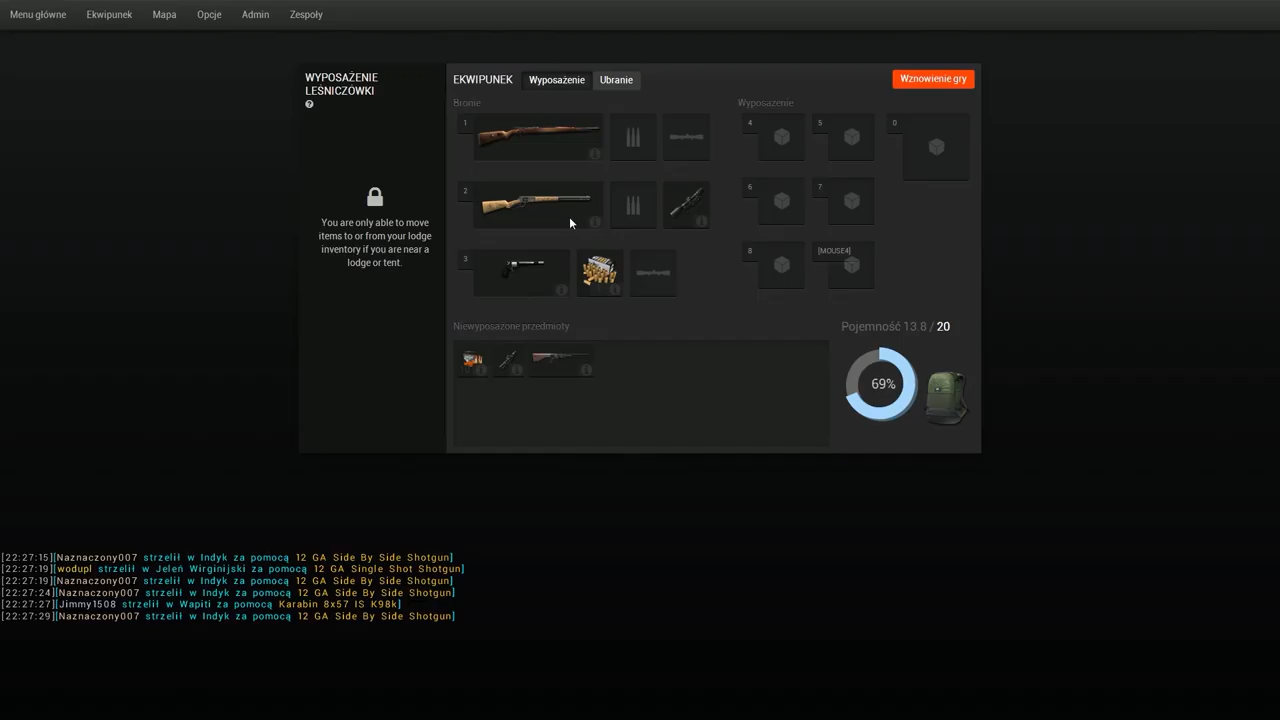 Menu główne Ekwipunek Mapa Opcje Admin Zespoły
WYPOSAŻENIE
LEŚNICZÓWKI
?
You are only able to move
items to or from your lodge
inventory if you are near a
lodge or tent.
EKWIPUNEK Wyposażenie Ubranie Wznowienie gry
Bronie Wyposażenie
1 4 5 0
2 6 7
3 8 [MOUSE4]
Niewyposażone przedmioty Pojemność 13.8 / 20
69%
[22:27:15][Naznaczony007 strzelił w Indyk za pomocą 12 GA Side By Side Shotgun]
[22:27:19][wodupl strzelił w Jeleń Wirginijski za pomocą 12 GA Single Shot Shotgun]
[22:27:19][Naznaczony007 strzelił w Indyk za pomocą 12 GA Side By Side Shotgun]
[22:27:24][Naznaczony007 strzelił w Indyk za pomocą 12 GA Side By Side Shotgun]
[22:27:27][Jimmy1508 strzelił w Wapiti za pomocą Karabin 8x57 IS K98k]
[22:27:29][Naznaczony007 strzelił w Indyk za pomocą 12 GA Side By Side Shotgun]